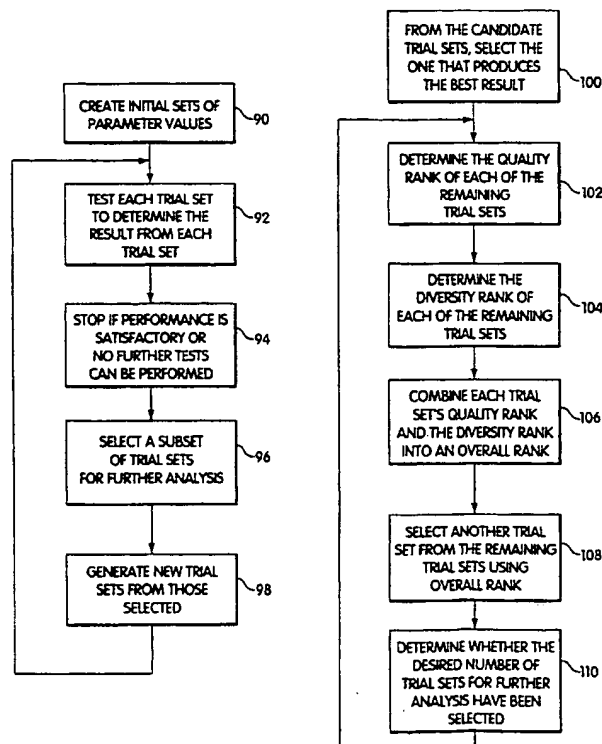 CREATE INITIAL SETS OF
PARAMETER VALUES
90
TEST EACH TRIAL SET
TO DETERMINE THE
RESULT FROM EACH
TRIAL SET
92
STOP IF PERFORMANCE IS
SATISFACTORY OR
NO FURTHER TESTS
CAN BE PERFORMED
94
SELECT A SUBSET
OF TRIAL SETS
FOR FURTHER ANALYSIS
96
GENERATE NEW TRIAL
SETS FROM THOSE
SELECTED
98
FROM THE CANDIDATE
TRIAL SETS, SELECT THE
ONE THAT PRODUCES
THE BEST RESULT
100
DETERMINE THE QUALITY
RANK OF EACH OF THE
REMAINING
TRIAL SETS
102
DETERMINE THE
DIVERSITY RANK OF
EACH OF THE REMAINING
TRIAL SETS
104
COMBINE EACH TRIAL
SET'S QUALITY RANK
AND THE DIVERSITY RANK
INTO AN OVERALL RANK
106
SELECT ANOTHER TRIAL
SET FROM THE REMAINING
TRIAL SETS USING
OVERALL RANK
108
DETERMINE WHETHER THE
DESIRED NUMBER OF
TRIAL SETS FOR FURTHER
ANALYSIS HAVE BEEN
SELECTED
110